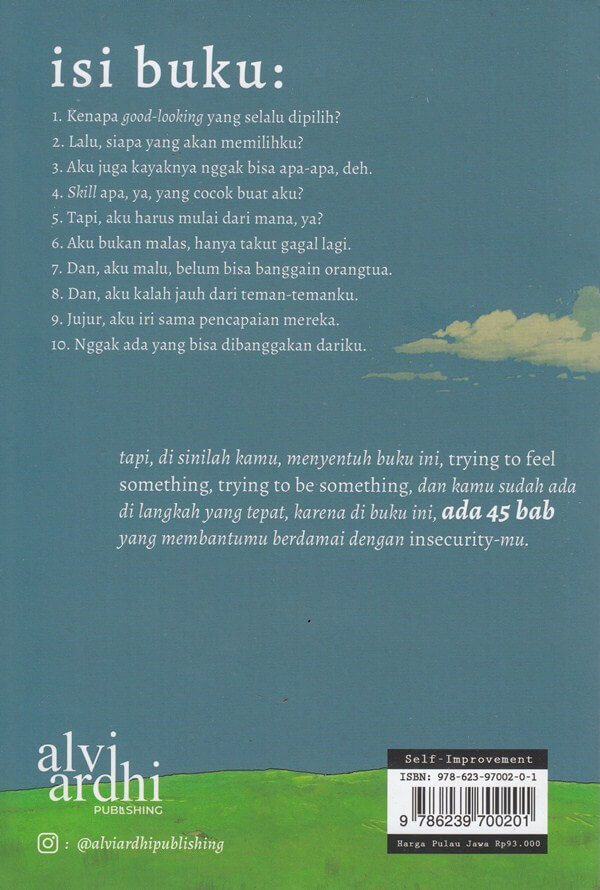 isi buku:
1. Kenapa good-looking yang selalu dipilih?
2. Lalu, siapa yang akan memilihku?
3. Aku juga kayaknya nggak bisa apa-apa, deh.
4. Skill apa, ya, yang cocok buat aku?
5. Tapi, aku harus mulai dari mana, ya?
6. Aku bukan malas, hanya takut gagal lagi.
7. Dan, aku malu, belum bisa banggain orangtua.
8. Dan, aku kalah jauh dari teman-temanku.
9. Jujur, aku iri sama pencapaian mereka.
10. Nggak ada yang bisa dibanggakan dariku.
tapi, di sinilah kamu, menyentuh buku ini, trying to feel
something, trying to be something, dan kamu sudah ada
di langkah yang tepat, karena di buku ini, ada 45 bab
yang membantumu berdamai dengan insecurity-mu.
alvi
ardhi
PUBLISHING
: @alviardhipublishing
Self-Improvement
ISBN: 978-623-97002-0-1
9 786239 700201
Harga Pulau Jawa Rp93.000